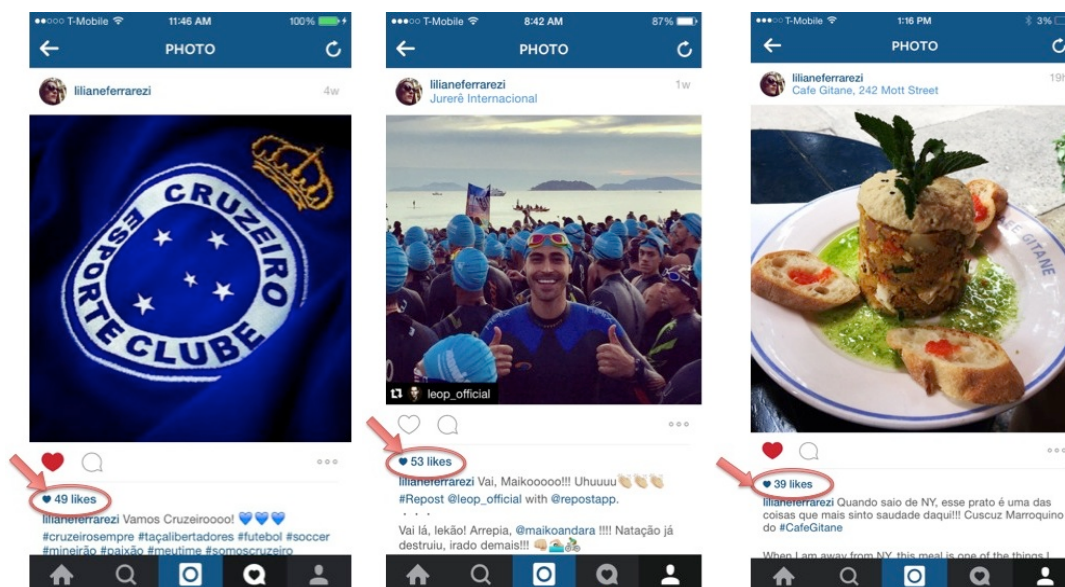 T-Mobile 11:46 AM 100%
PHOTO
lilianeferrarezi 4w
CRUZEIRO
ESPORTE CLUBE
49 likes
lilianeferrarezi Vamos Cruzeiroooo! 💙💙💙
#cruzeirosempre #taçalibertadores #futebol #soccer
#mineirão #paixão #meutime #somoscruzeiro
T-Mobile 8:42 AM 87%
PHOTO
lilianeferrarezi 1w
Jurerê Internacional
leop_official
53 likes
lilianeferrarezi Vai, Maikooooo!!! Uhuuuu👏👏👏
#Repost @leop_official with @repostapp.
· · ·
Vai lá, lekão! Arrepia, @maikoandara !!!! Natação já
destruiu, irado demais!!! 👊🏊🚴
T-Mobile 1:16 PM 3%
PHOTO
lilianeferrarezi 19h
Cafe Gitane, 242 Mott Street
GITANE
39 likes
lilianeferrarezi Quando saio de NY, esse prato é uma das
coisas que mais sinto saudade daqui!!! Cuscuz Marroquino
do #CafeGitane
When I am away from NY, this meal is one of the things I